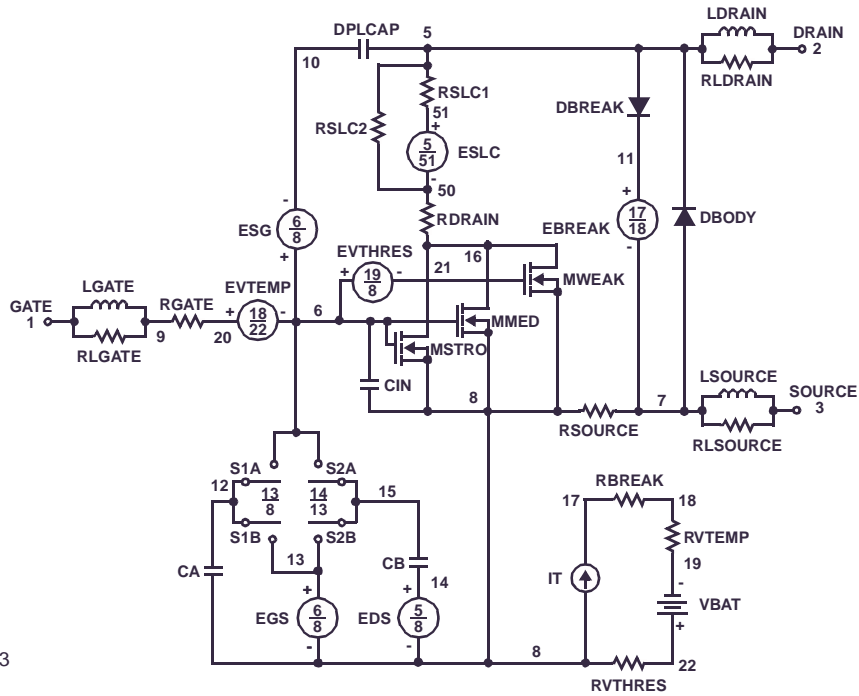 LDRAIN
DPLCAP 5 DRAIN
10 2
RLDRAIN
RSLC1
DBREAK
51
RSLC2 +
5
51 ESLC
11
-
50
- +
RDRAIN 17
18
6
8 ESG EBREAK DBODY
EVTHRES 16
+ + 19
8 - 21 MWEAK -
LGATE EVTEMP
GATE RGATE + 18
22 - 6 MMED
1 9 20
RLGATE MSTRO
LSOURCE
CIN 8 7 SOURCE
3
RSOURCE
RLSOURCE
S1A S2A
12 13
8 14
13 15 RBREAK
17 18
S1B S2B
RVTEMP
13 CB 19
CA 14 IT -
+ +
VBAT
EGS 6
8 EDS 5
8 +
- -
8 22
3
RVTHRES